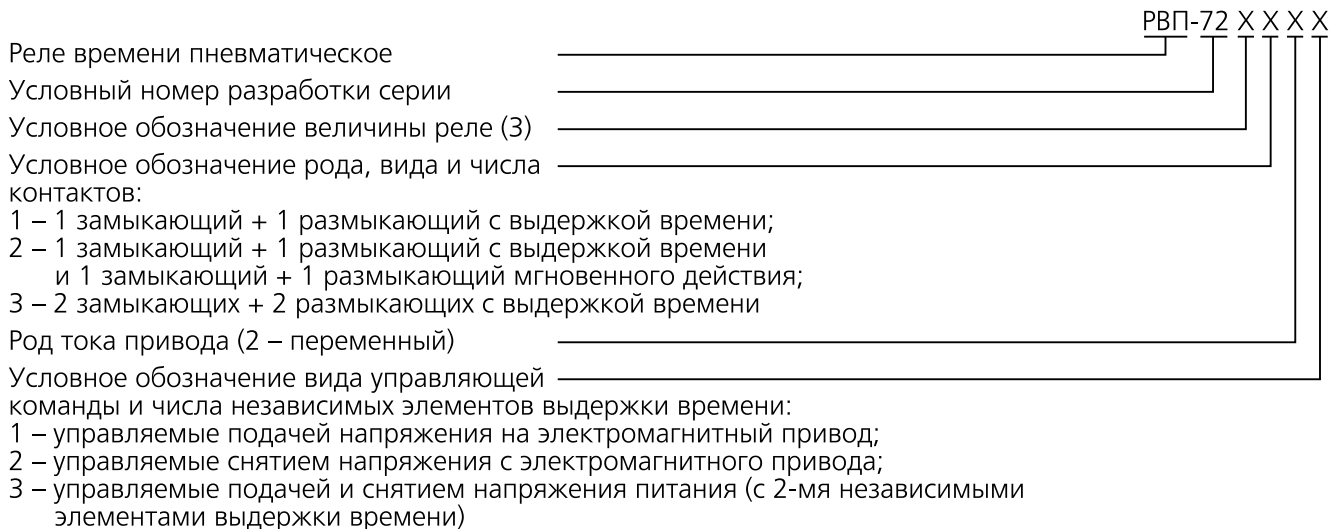 РВП-72 X X X X
Реле времени пневматическое
Условный номер разработки серии
Условное обозначение величины реле (3)
Условное обозначение рода, вида и числа
контактов:
1 – 1 замыкающий + 1 размыкающий с выдержкой времени;
2 – 1 замыкающий + 1 размыкающий с выдержкой времени
и 1 замыкающий + 1 размыкающий мгновенного действия;
3 – 2 замыкающих + 2 размыкающих с выдержкой времени
Род тока привода (2 – переменный)
Условное обозначение вида управляющей
команды и числа независимых элементов выдержки времени:
1 – управляемые подачей напряжения на электромагнитный привод;
2 – управляемые снятием напряжения с электромагнитного привода;
3 – управляемые подачей и снятием напряжения питания (с 2-мя независимыми
элементами выдержки времени)